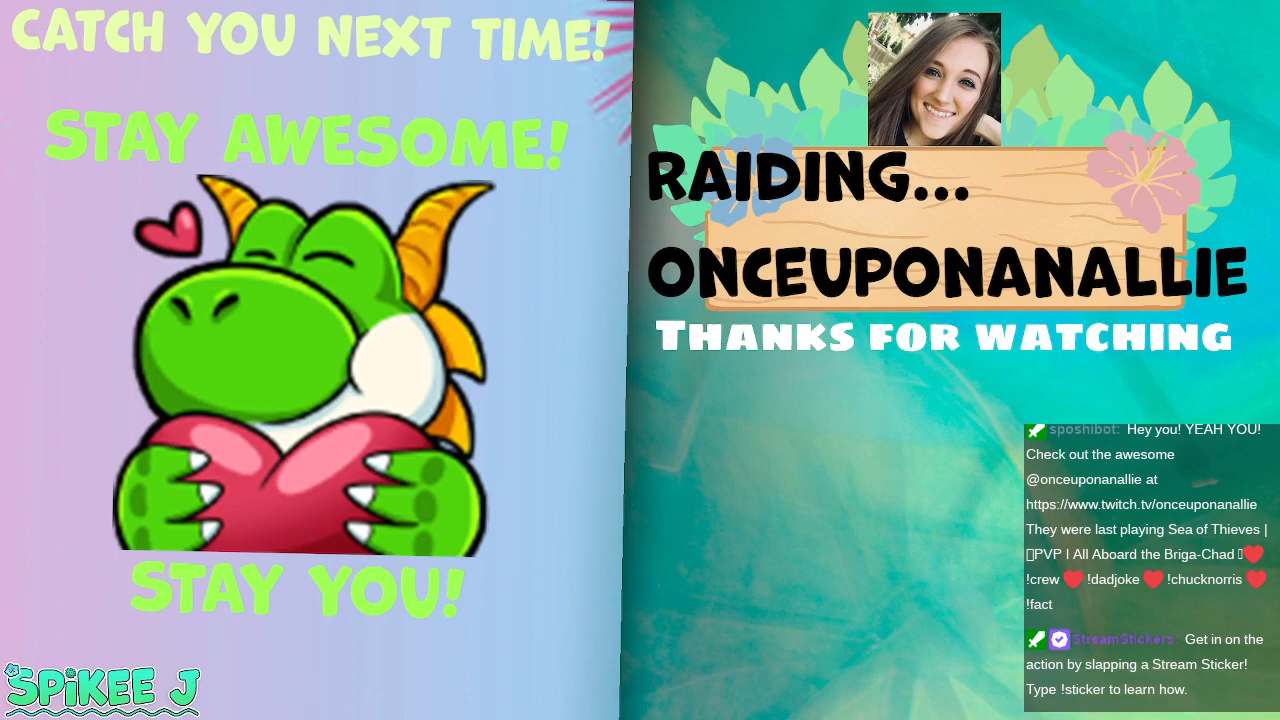 CATCH YOU NEXT TIME!
STAY AWESOME!
STAY YOU!
SPiKEE J
RAIDING...
ONCEUPONANALLIE
THANKS FOR WATCHING
sposhibot: Hey you! YEAH YOU!
Check out the awesome
@onceuponanallie at
https://www.twitch.tv/onceuponanallie
They were last playing Sea of Thieves |
PVP I All Aboard the Briga-Chad
!crew !dadjoke !chucknorris
!fact
StreamStickers: Get in on the
action by slapping a Stream Sticker!
Type !sticker to learn how.